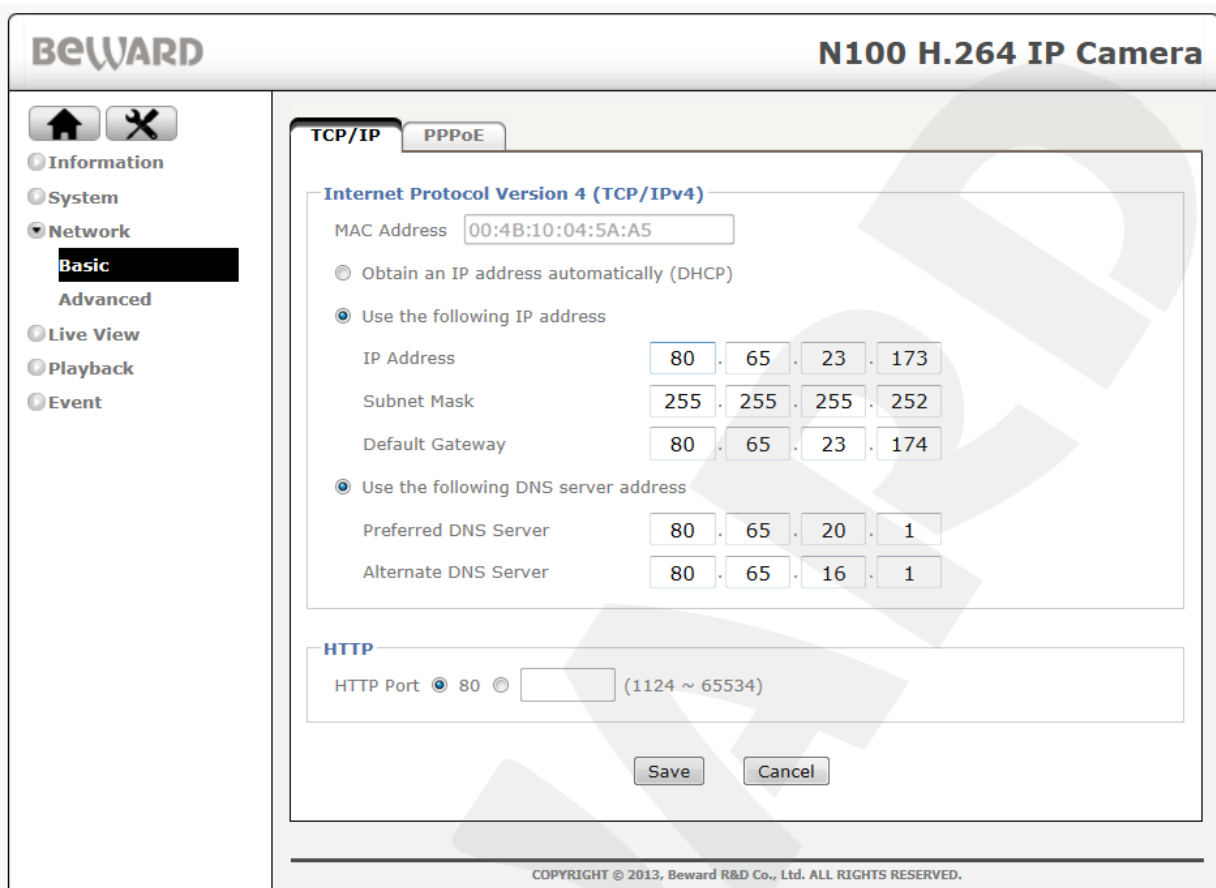 BEWARD
N100 H.264 IP Camera
Information
System
Network
Basic
Advanced
Live View
Playback
Event
TCP/IP PPPoE
Internet Protocol Version 4 (TCP/IPv4)
MAC Address 00:4B:10:04:5A:A5
Obtain an IP address automatically (DHCP)
Use the following IP address
IP Address 80 . 65 . 23 . 173
Subnet Mask 255 . 255 . 255 . 252
Default Gateway 80 . 65 . 23 . 174
Use the following DNS server address
Preferred DNS Server 80 . 65 . 20 . 1
Alternate DNS Server 80 . 65 . 16 . 1
HTTP
HTTP Port 80 (1124 ~ 65534)
Save Cancel
COPYRIGHT © 2013, Beward R&D Co., Ltd. ALL RIGHTS RESERVED.